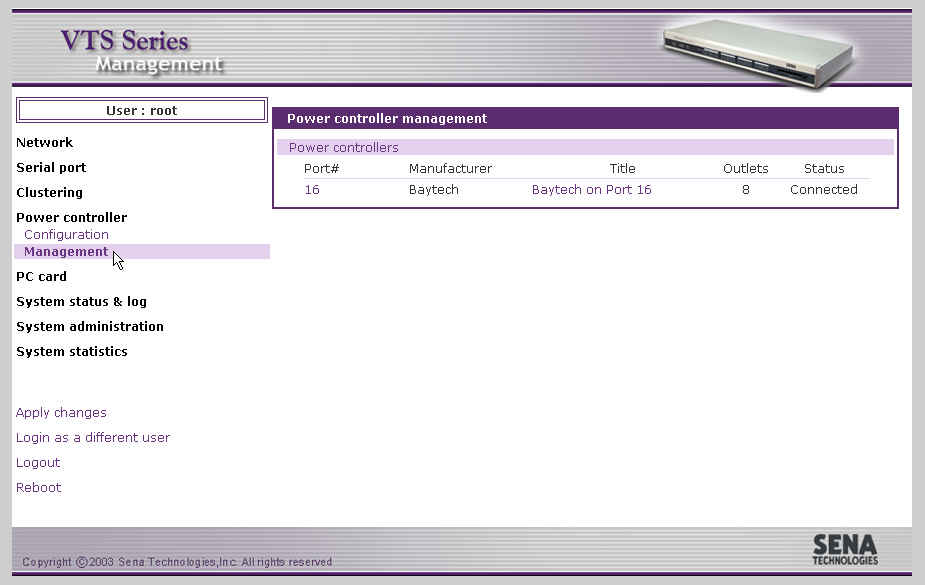 VTS Series
Management
User : root
Network
Serial port
Clustering
Power controller
Configuration
Management
PC card
System status & log
System administration
System statistics
Apply changes
Login as a different user
Logout
Reboot
Power controller management
Power controllers
Port# Manufacturer Title Outlets Status
16 Baytech Baytech on Port 16 8 Connected
Copyright ©2003 Sena Technologies,Inc. All rights reserved
SENA
TECHNOLOGIES